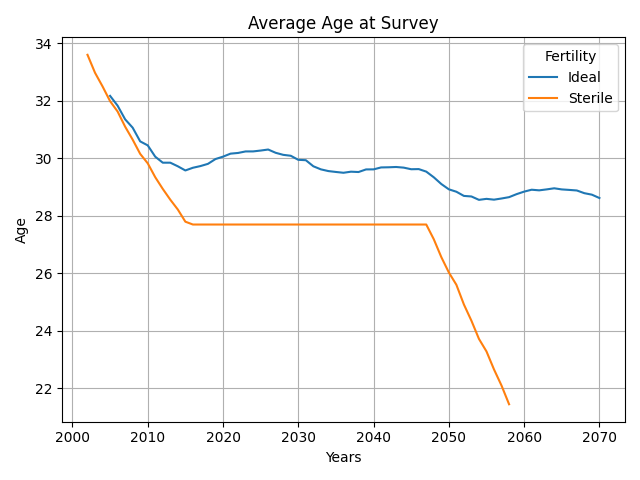 Average Age at Survey
34
32
30
28
26
24
22
Age
2000 2010 2020 2030 2040 2050 2060 2070
Years
Fertility
Ideal
Sterile